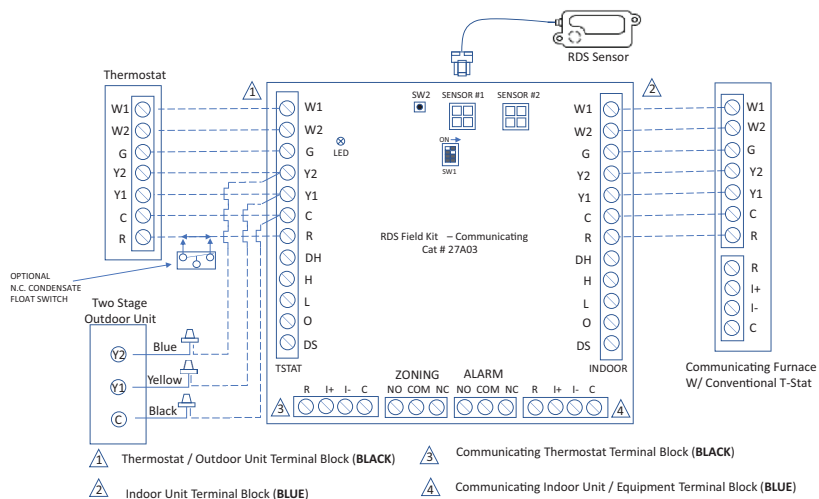 RDS Sensor
Thermostat
1
SW2
SENSOR #1
SENSOR #2
2
W1
W2
G
Y2
Y1
C
R
W1
W2
G
Y2
Y1
C
R
DH
H
L
O
DS
TSTAT
LED
ON
SW1
RDS Field Kit – Communicating
Cat # 27A03
W1
W2
G
Y2
Y1
C
R
DH
H
L
O
DS
INDOOR
W1
W2
G
Y2
Y1
C
R
R
I+
I-
C
Communicating Furnace
W/ Conventional T-Stat
OPTIONAL
N.C. CONDENSATE
FLOAT SWITCH
Two Stage
Outdoor Unit
Y2
Blue
Y1
Yellow
C
Black
3
R I+ I- C
ZONING
NO COM NC
ALARM
NO COM NC
R I+ I- C
4
1 Thermostat / Outdoor Unit Terminal Block (BLACK)
2 Indoor Unit Terminal Block (BLUE)
3 Communicating Thermostat Terminal Block (BLACK)
4 Communicating Indoor Unit / Equipment Terminal Block (BLUE)